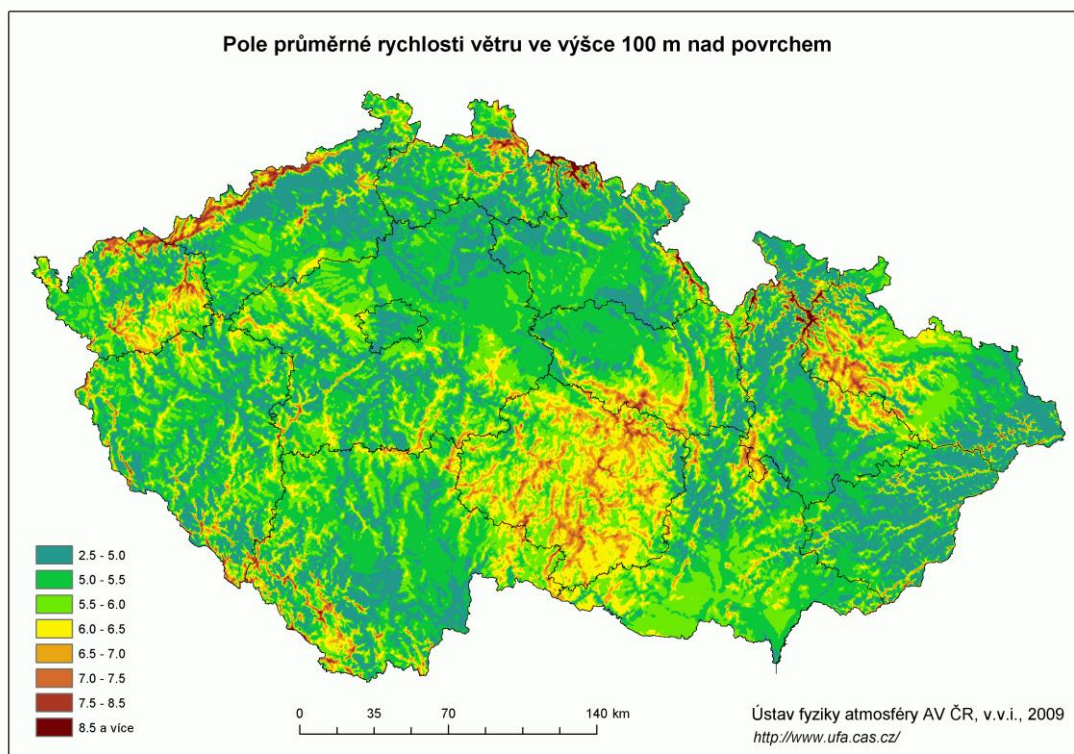 Pole průměrné rychlosti větru ve výšce 100 m nad povrchem
2.5 - 5.0
5.0 - 5.5
5.5 - 6.0
6.0 - 6.5
6.5 - 7.0
7.0 - 7.5
7.5 - 8.5
8.5 a více
0 35 70 140 km
Ústav fyziky atmosféry AV ČR, v.v.i., 2009
http://www.ufa.cas.cz/